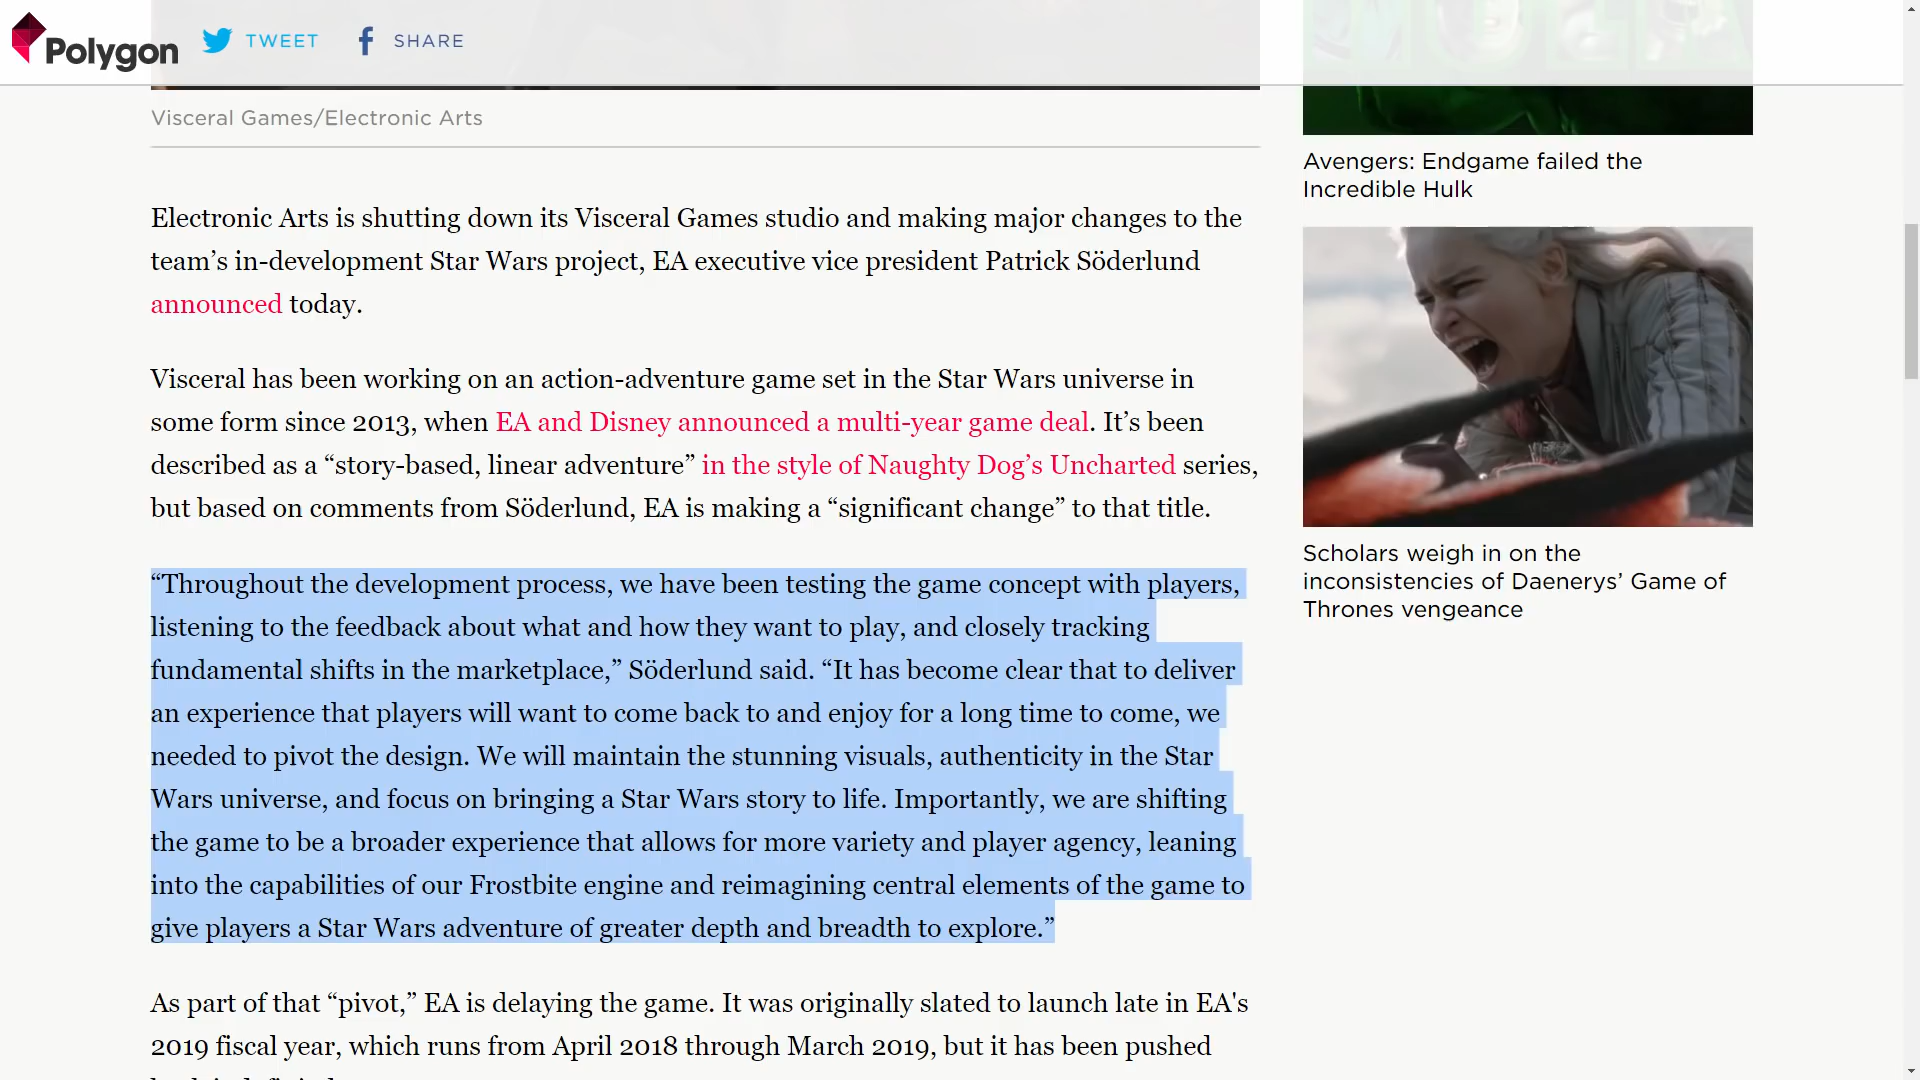 Polygon
TWEET
SHARE
Visceral Games/Electronic Arts
Electronic Arts is shutting down its Visceral Games studio and making major changes to the
team’s in-development Star Wars project, EA executive vice president Patrick Söderlund
announced today.
Visceral has been working on an action-adventure game set in the Star Wars universe in
some form since 2013, when EA and Disney announced a multi-year game deal. It’s been
described as a “story-based, linear adventure” in the style of Naughty Dog’s Uncharted series,
but based on comments from Söderlund, EA is making a “significant change” to that title.
“Throughout the development process, we have been testing the game concept with players,
listening to the feedback about what and how they want to play, and closely tracking
fundamental shifts in the marketplace,” Söderlund said. “It has become clear that to deliver
an experience that players will want to come back to and enjoy for a long time to come, we
needed to pivot the design. We will maintain the stunning visuals, authenticity in the Star
Wars universe, and focus on bringing a Star Wars story to life. Importantly, we are shifting
the game to be a broader experience that allows for more variety and player agency, leaning
into the capabilities of our Frostbite engine and reimagining central elements of the game to
give players a Star Wars adventure of greater depth and breadth to explore.”
As part of that “pivot,” EA is delaying the game. It was originally slated to launch late in EA's
2019 fiscal year, which runs from April 2018 through March 2019, but it has been pushed
Avengers: Endgame failed the
Incredible Hulk
Scholars weigh in on the
inconsistencies of Daenerys’ Game of
Thrones vengeance